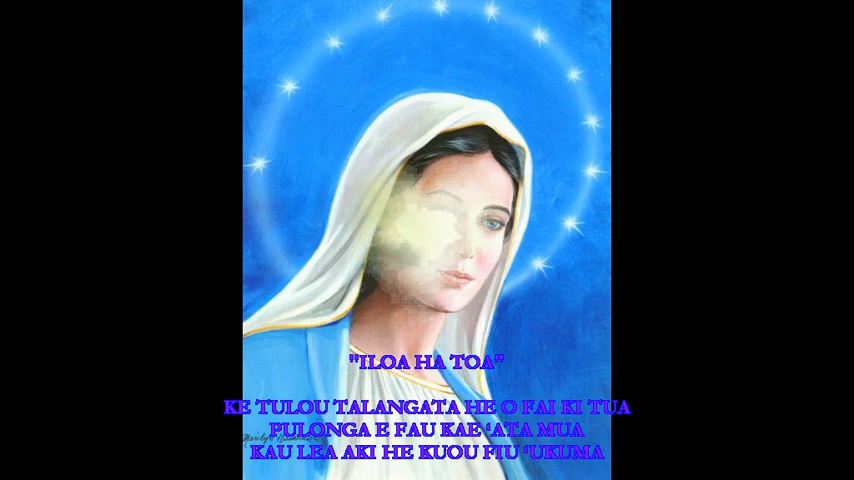 "ILOA HA TOA"
KE TULOU TALANGATA HE O FAI KI TUA
PULONGA E FAU KAE ‘ATA MUA
KAU LEA AKI HE KUOU FIU ‘UKUMA